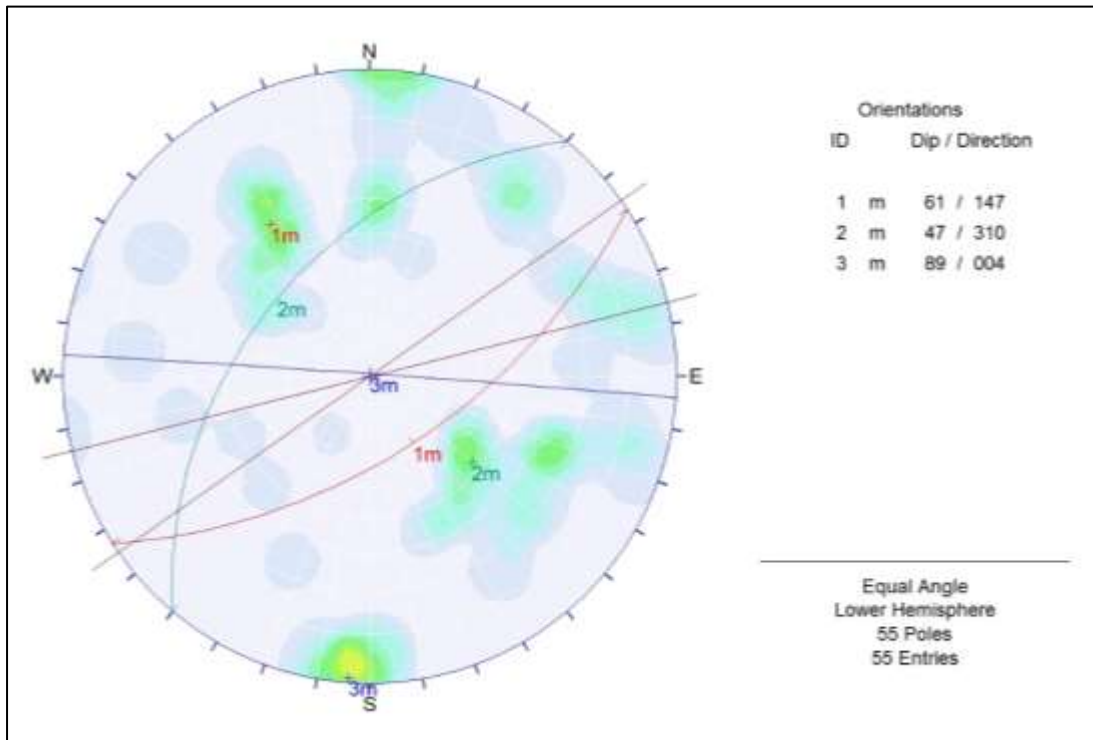 N
Orientations
ID Dip / Direction
1 m 61 / 147
2 m 47 / 310
3 m 89 / 004
1m
2m
W
3m
E
1m
2m
3m
S
Equal Angle
Lower Hemisphere
55 Poles
55 Entries